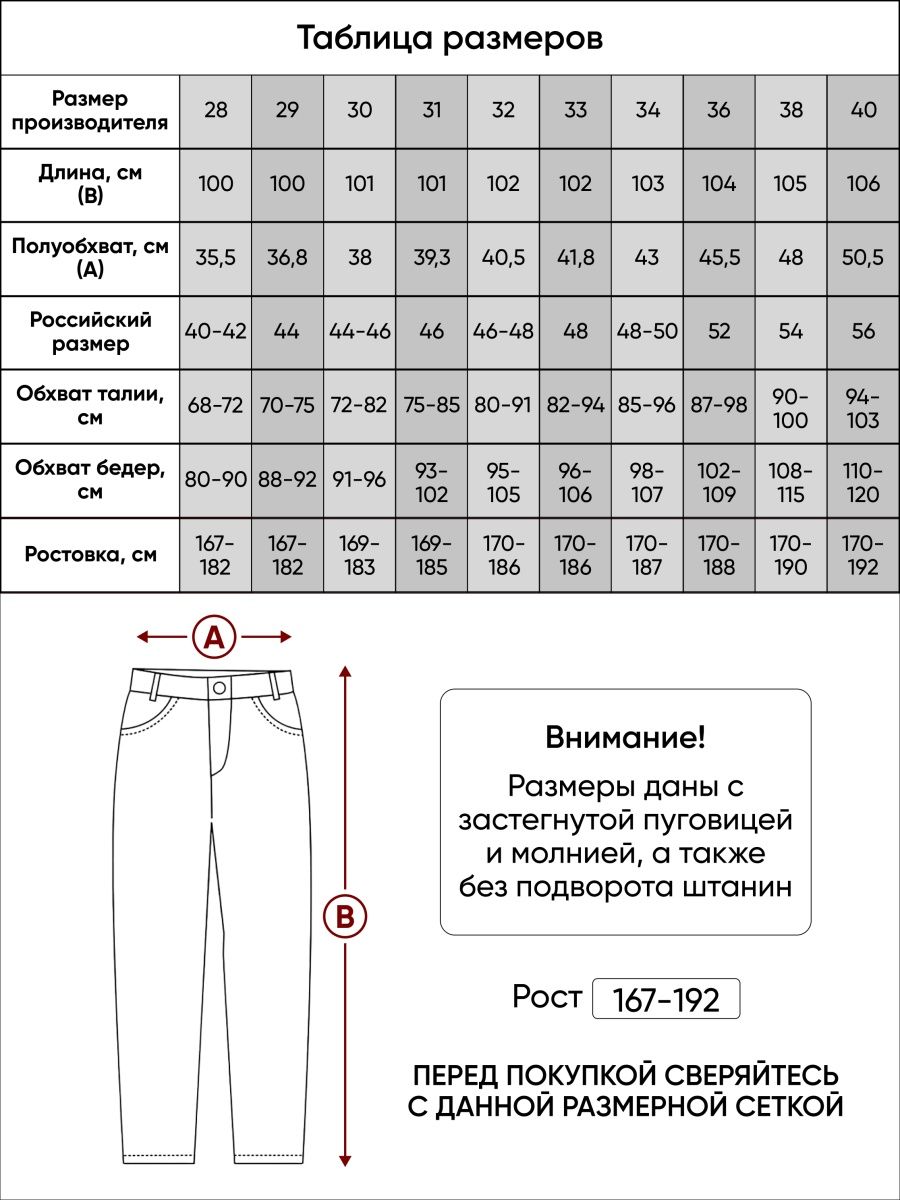 Таблица размеров
Размер производителя 28 29 30 31 32 33 34 36 38 40
Длина, см (В) 100 100 101 101 102 102 103 104 105 106
Полуобхват, см (А) 35,5 36,8 38 39,3 40,5 41,8 43 45,5 48 50,5
Российский размер 40-42 44 44-46 46 46-48 48 48-50 52 54 56
Обхват талии, см 68-72 70-75 72-82 75-85 80-91 82-94 85-96 87-98 90-100 94-103
Обхват бедер, см 80-90 88-92 91-96 93-102 95-105 96-106 98-107 102-109 108-115 110-120
Ростовка, см 167-182 167-182 169-183 169-185 170-186 170-186 170-187 170-188 170-190 170-192
А
В
Внимание!
Размеры даны с
застегнутой пуговицей
и молнией, а также
без подворота штанин
Рост 167-192
ПЕРЕД ПОКУПКОЙ СВЕРЯЙТЕСЬ
С ДАННОЙ РАЗМЕРНОЙ СЕТКОЙ